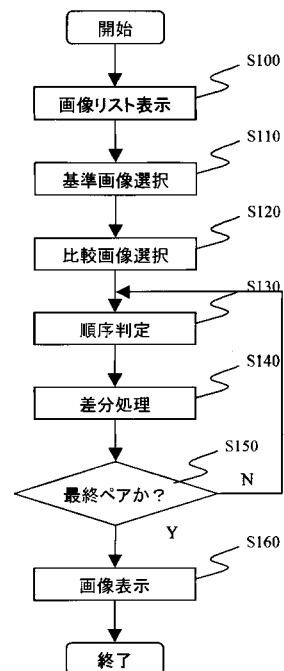 開始
S100
画像リスト表示
S110
基準画像選択
S120
比較画像選択
S130
順序判定
S140
差分処理
S150
最終ペアか？
N
Y
S160
画像表示
終了